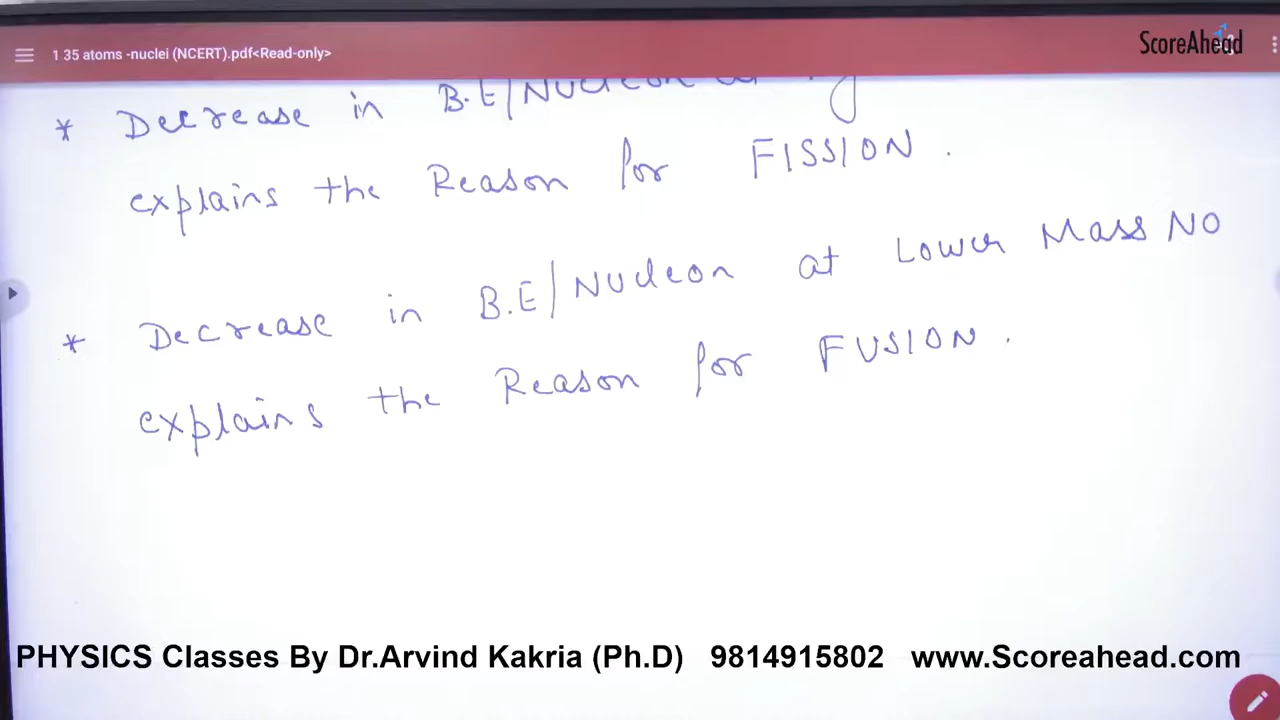 1 35 atoms -nuclei (NCERT).pdf<Read-only>
ScoreAhead
* Decrease in B.E/Nucleon
explains the Reason for FISSION.
* Decrease in B.E/Nucleon at Lower Mass NO
explains the Reason for FUSION.
PHYSICS Classes By Dr.Arvind Kakria (Ph.D) 9814915802 www.Scoreahead.com